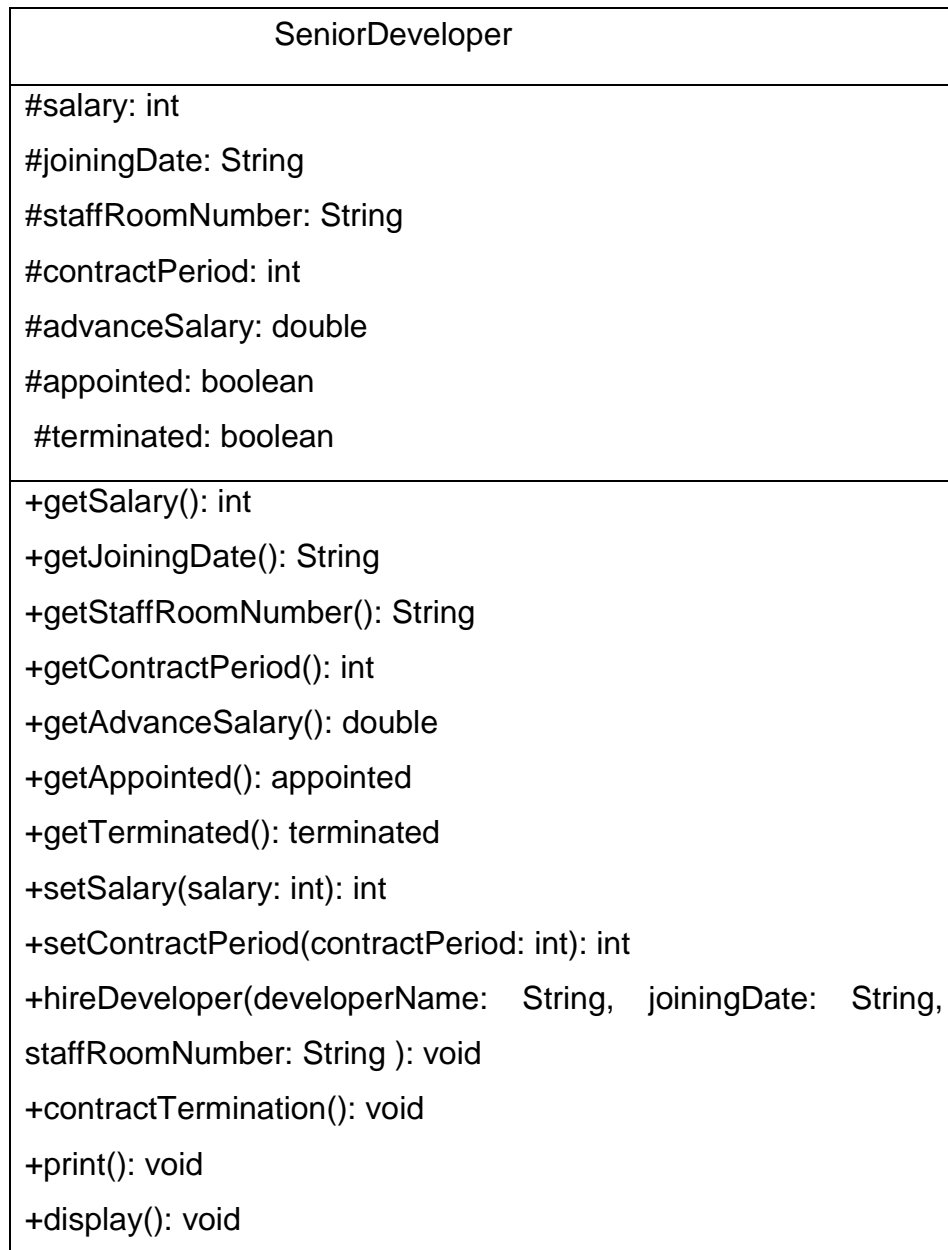 SeniorDeveloper
#salary: int
#joiningDate: String
#staffRoomNumber: String
#contractPeriod: int
#advanceSalary: double
#appointed: boolean
#terminated: boolean
+getSalary(): int
+getJoiningDate(): String
+getStaffRoomNumber(): String
+getContractPeriod(): int
+getAdvanceSalary(): double
+getAppointed(): appointed
+getTerminated(): terminated
+setSalary(salary: int): int
+setContractPeriod(contractPeriod: int): int
+hireDeveloper(developerName: String, joiningDate: String,
staffRoomNumber: String ): void
+contractTermination(): void
+print(): void
+display(): void